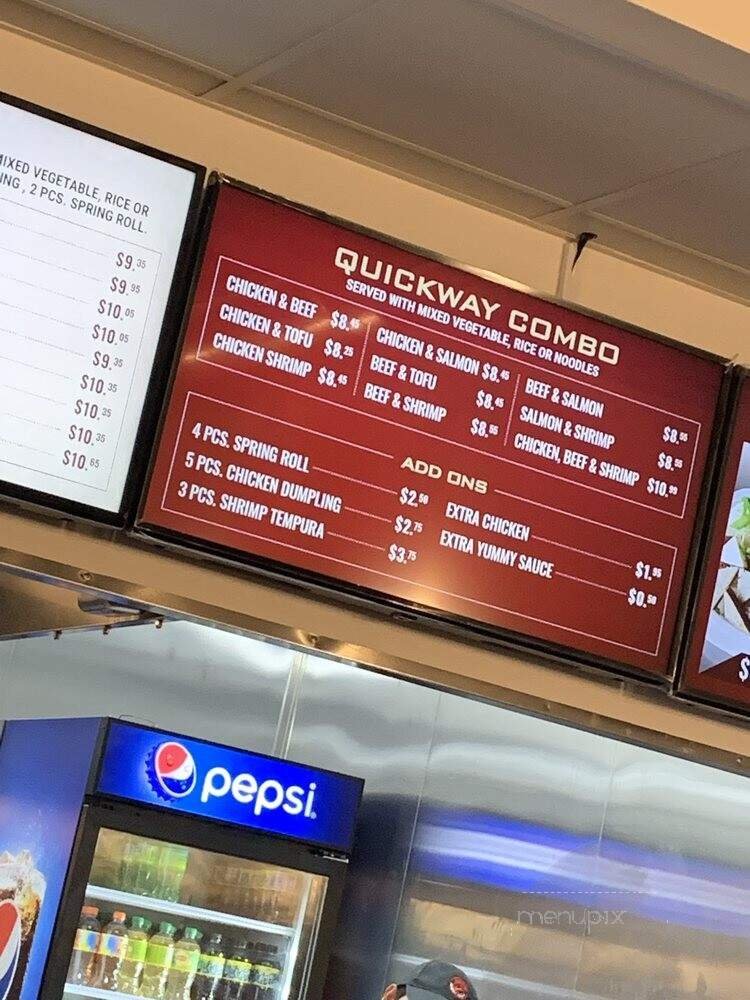 MIXED VEGETABLE, RICE OR
ING, 2 PCS. SPRING ROLL.
$9.35
$9.95
$10.05
$10.05
$9.35
$10.35
$10.35
$10.35
$10.65
QUICKWAY COMBO
SERVED WITH MIXED VEGETABLE, RICE OR NOODLES
CHICKEN & BEEF $8.45
CHICKEN & TOFU $8.25
CHICKEN SHRIMP $8.45
CHICKEN & SALMON $8.45
BEEF & TOFU $8.45
BEEF & SHRIMP $8.55
BEEF & SALMON $8.55
SALMON & SHRIMP $8.55
CHICKEN, BEEF & SHRIMP $10.99
ADD ONS
4 PCS. SPRING ROLL $2.50
5 PCS. CHICKEN DUMPLING $2.75
3 PCS. SHRIMP TEMPURA $3.75
EXTRA CHICKEN $1.95
EXTRA YUMMY SAUCE $0.50
$
pepsi
menupix